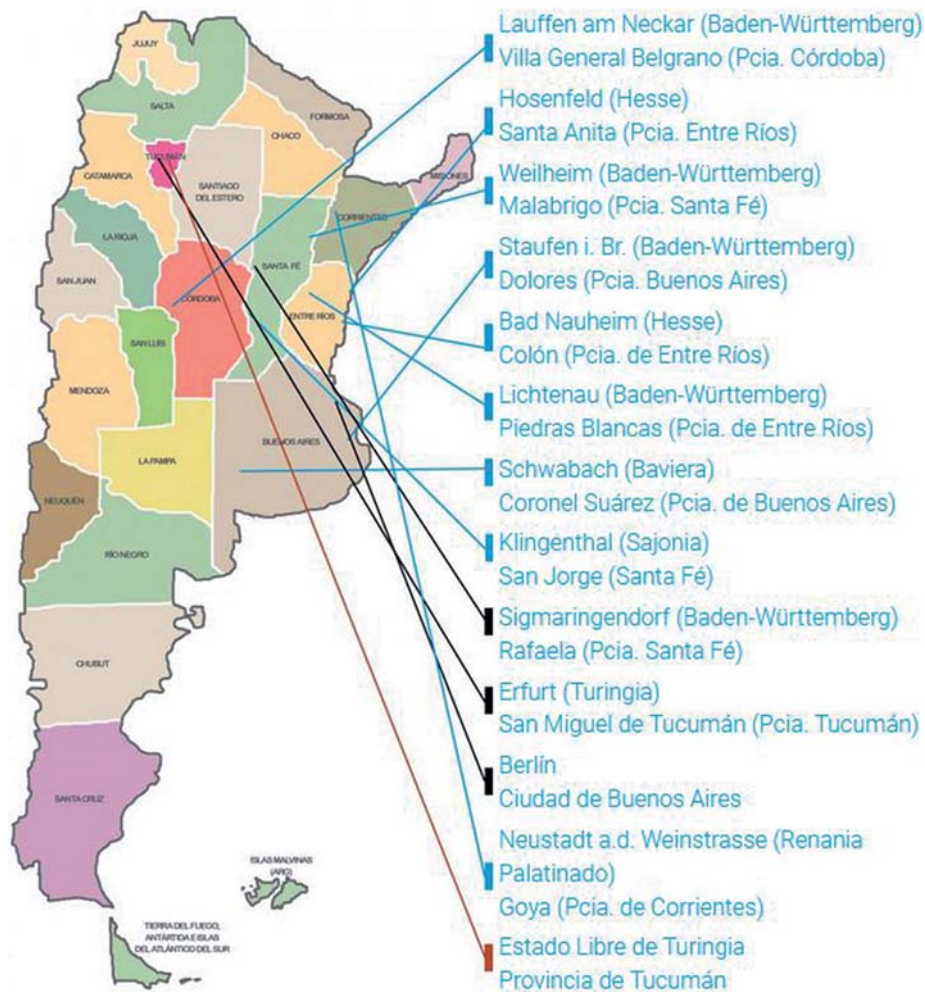 JUJUY
SALTA
FORMOSA
CHACO
TUCUMÁN
CATAMARCA
SANTIAGO
DEL ESTERO
MISIONES
CORRIENTES
LA RIOJA
SANTA FÉ
SAN JUAN
CÓRDOBA
ENTRE RÍOS
SAN LUÍS
MENDOZA
BUENOS AIRES
LA PAMPA
NEUQUÉN
RÍO NEGRO
CHUBUT
SANTA CRUZ
ISLAS MALVINAS
(ARG)
TIERRA DEL FUEGO,
ANTÁRTIDA E ISLAS
DEL ATLÁNTICO DEL SUR
Lauffen am Neckar (Baden-Württemberg)
Villa General Belgrano (Pcia. Córdoba)
Hosenfeld (Hesse)
Santa Anita (Pcia. Entre Ríos)
Weilheim (Baden-Württemberg)
Malabrigo (Pcia. Santa Fé)
Staufen i. Br. (Baden-Württemberg)
Dolores (Pcia. Buenos Aires)
Bad Nauheim (Hesse)
Colón (Pcia. de Entre Ríos)
Lichtenau (Baden-Württemberg)
Piedras Blancas (Pcia. de Entre Ríos)
Schwabach (Baviera)
Coronel Suárez (Pcia. de Buenos Aires)
Klingenthal (Sajonia)
San Jorge (Santa Fé)
Sigmaringendorf (Baden-Württemberg)
Rafaela (Pcia. Santa Fé)
Erfurt (Turingia)
San Miguel de Tucumán (Pcia. Tucumán)
Berlín
Ciudad de Buenos Aires
Neustadt a.d. Weinstrasse (Renania
Palatinado)
Goya (Pcia. de Corrientes)
Estado Libre de Turingia
Provincia de Tucumán